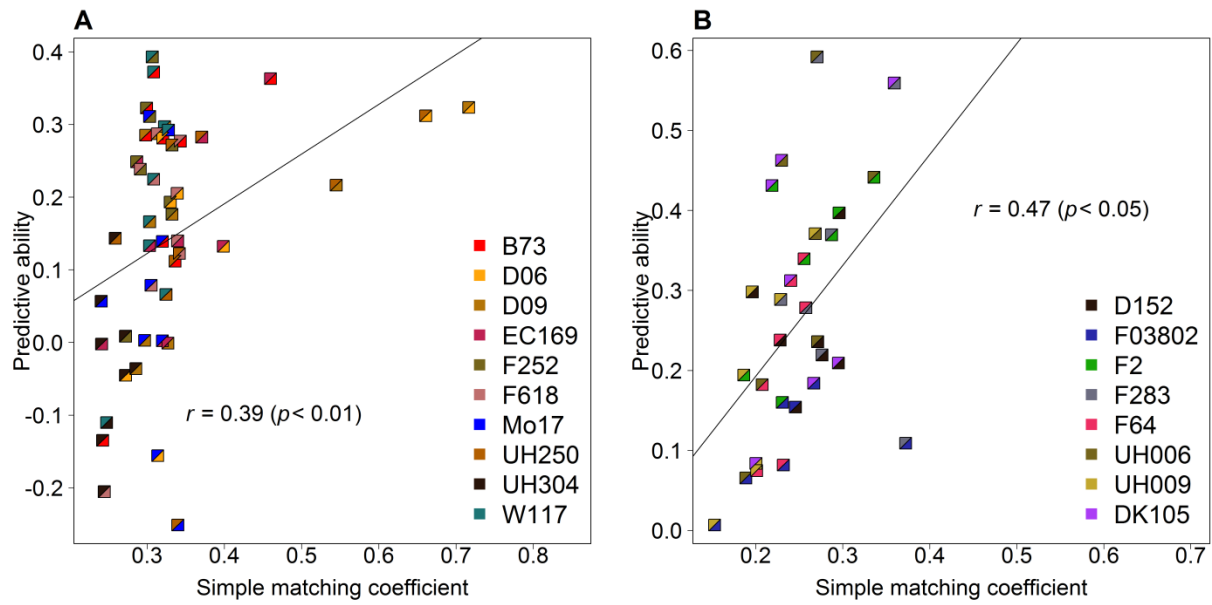 A
Predictive ability
0.4
0.3
0.2
0.1
0.0
-0.1
-0.2
r = 0.39 (p< 0.01)
B73
D06
D09
EC169
F252
F618
Mo17
UH250
UH304
W117
0.3 0.4 0.5 0.6 0.7 0.8
Simple matching coefficient
B
Predictive ability
0.6
0.5
0.4
0.3
0.2
0.1
0.0
r = 0.47 (p< 0.05)
D152
F03802
F2
F283
F64
UH006
UH009
DK105
0.2 0.3 0.4 0.5 0.6 0.7
Simple matching coefficient